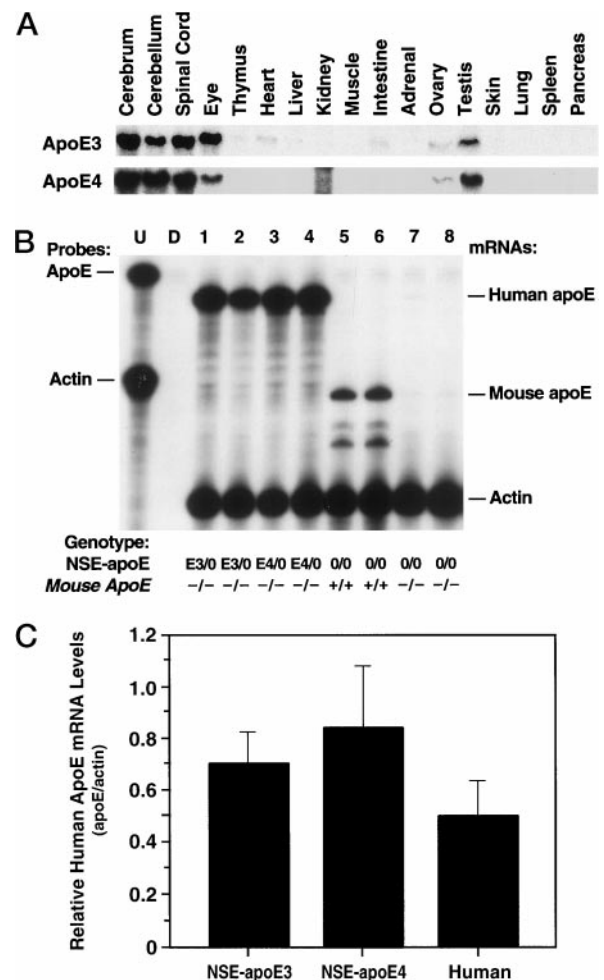 A
Cerebrum
Cerebellum
Spinal Cord
Eye
Thymus
Heart
Liver
Kidney
Muscle
Intestine
Adrenal
Ovary
Testis
Skin
Lung
Spleen
Pancreas
ApoE3
ApoE4
B
Probes:
U D 1 2 3 4 5 6 7 8
mRNAs:
ApoE
Human apoE
Actin
Mouse apoE
Actin
Genotype:
NSE-apoE E3/0 E3/0 E4/0 E4/0 0/0 0/0 0/0 0/0
Mouse ApoE –/– –/– –/– –/– +/+ +/+ –/– –/–
C
Relative Human ApoE mRNA Levels
(apoE/actin)
1.2
1.0
0.8
0.6
0.4
0.2
0
NSE-apoE3 NSE-apoE4 Human